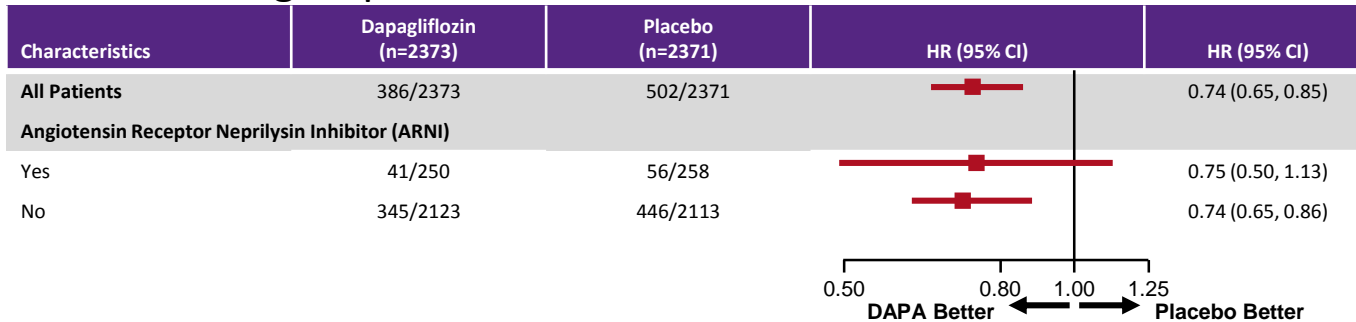 Characteristics Dapagliflozin (n=2373) Placebo (n=2371) HR (95% CI) HR (95% CI)
All Patients 386/2373 502/2371 0.74 (0.65, 0.85)
Angiotensin Receptor Neprilysin Inhibitor (ARNI)
Yes 41/250 56/258 0.75 (0.50, 1.13)
No 345/2123 446/2113 0.74 (0.65, 0.86)
0.50 0.80 1.00 1.25
DAPA Better Placebo Better